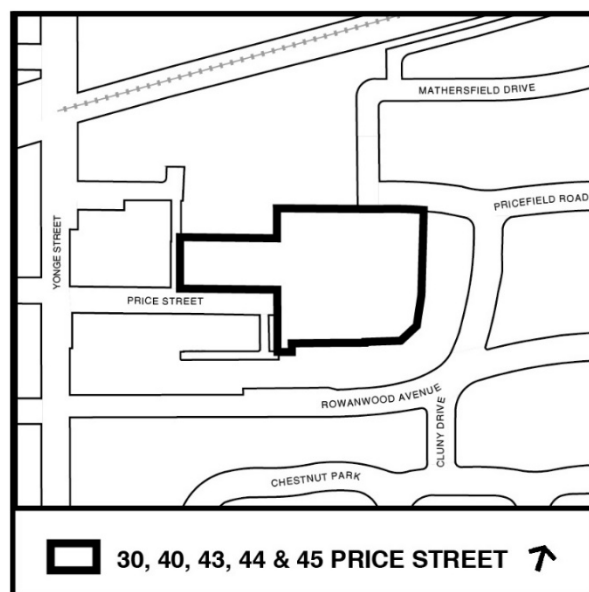 MATHERSFIELD DRIVE
PRICEFIELD ROAD
YONGE STREET
PRICE STREET
ROWANWOOD AVENUE
CLUNY DRIVE
CHESTNUT PARK
30, 40, 43, 44 & 45 PRICE STREET